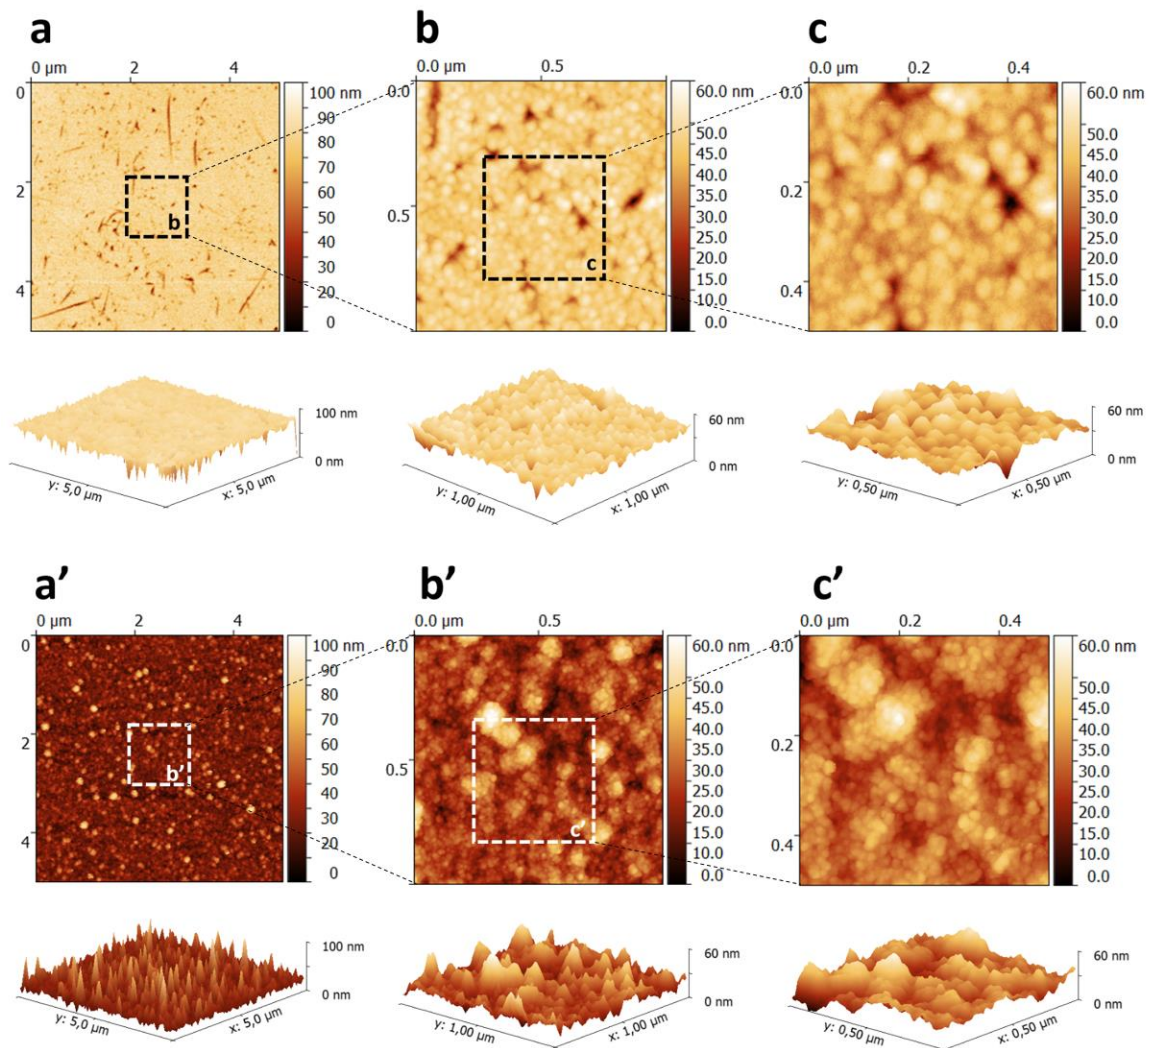 a
b
c
0 µm 2 4
0.0 µm 0.5
0.0 µm 0.2 0.4
0
2
4
b
100 nm
90
80
70
60
50
40
30
20
0
0.0
0.5
c
60.0 nm
50.0
45.0
40.0
35.0
30.0
25.0
20.0
15.0
10.0
0.0
0.0
0.2
0.4
60.0 nm
50.0
45.0
40.0
35.0
30.0
25.0
20.0
15.0
10.0
0.0
100 nm
0 nm
y: 5,0 µm
x: 5,0 µm
60 nm
0 nm
y: 1,00 µm
x: 1,00 µm
60 nm
0 nm
y: 0,50 µm
x: 0,50 µm
a’
b’
c’
0 µm 2 4
0.0 µm 0.5
0.0 µm 0.2 0.4
0
2
4
b’
100 nm
90
80
70
60
50
40
30
20
0
0.0
0.5
c’
60.0 nm
50.0
45.0
40.0
35.0
30.0
25.0
20.0
15.0
10.0
0.0
0.0
0.2
0.4
60.0 nm
50.0
45.0
40.0
35.0
30.0
25.0
20.0
15.0
10.0
0.0
100 nm
0 nm
y: 5,0 µm
x: 5,0 µm
60 nm
0 nm
y: 1,00 µm
x: 1,00 µm
60 nm
0 nm
y: 0,50 µm
x: 0,50 µm